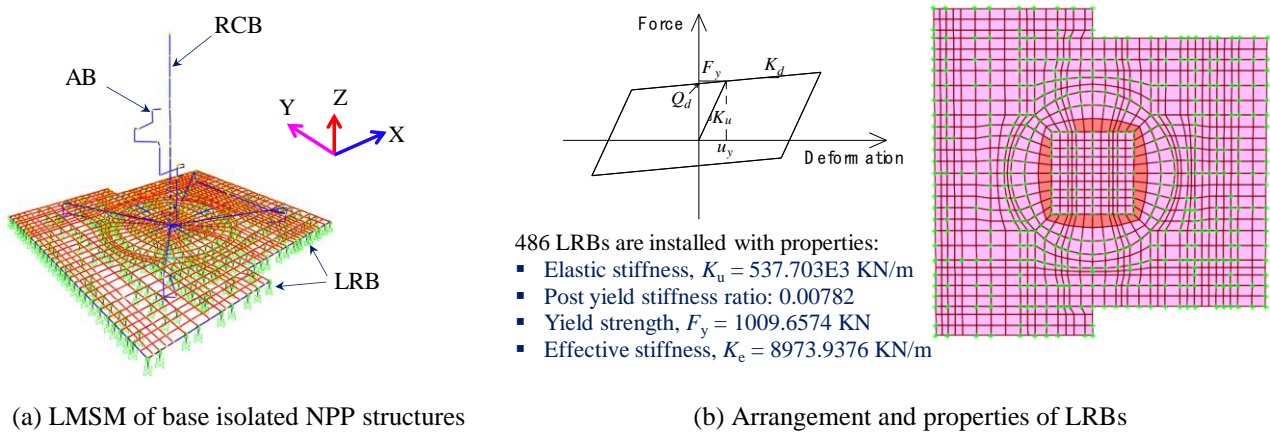 RCB
AB
Z
Y
X
LRB
Force
F_y
K_d
Q_d
K_u
u_y
Deformation
486 LRBs are installed with properties:
▪ Elastic stiffness, K_u = 537.703E3 KN/m
▪ Post yield stiffness ratio: 0.00782
▪ Yield strength, F_y = 1009.6574 KN
▪ Effective stiffness, K_e = 8973.9376 KN/m
(a) LMSM of base isolated NPP structures
(b) Arrangement and properties of LRBs